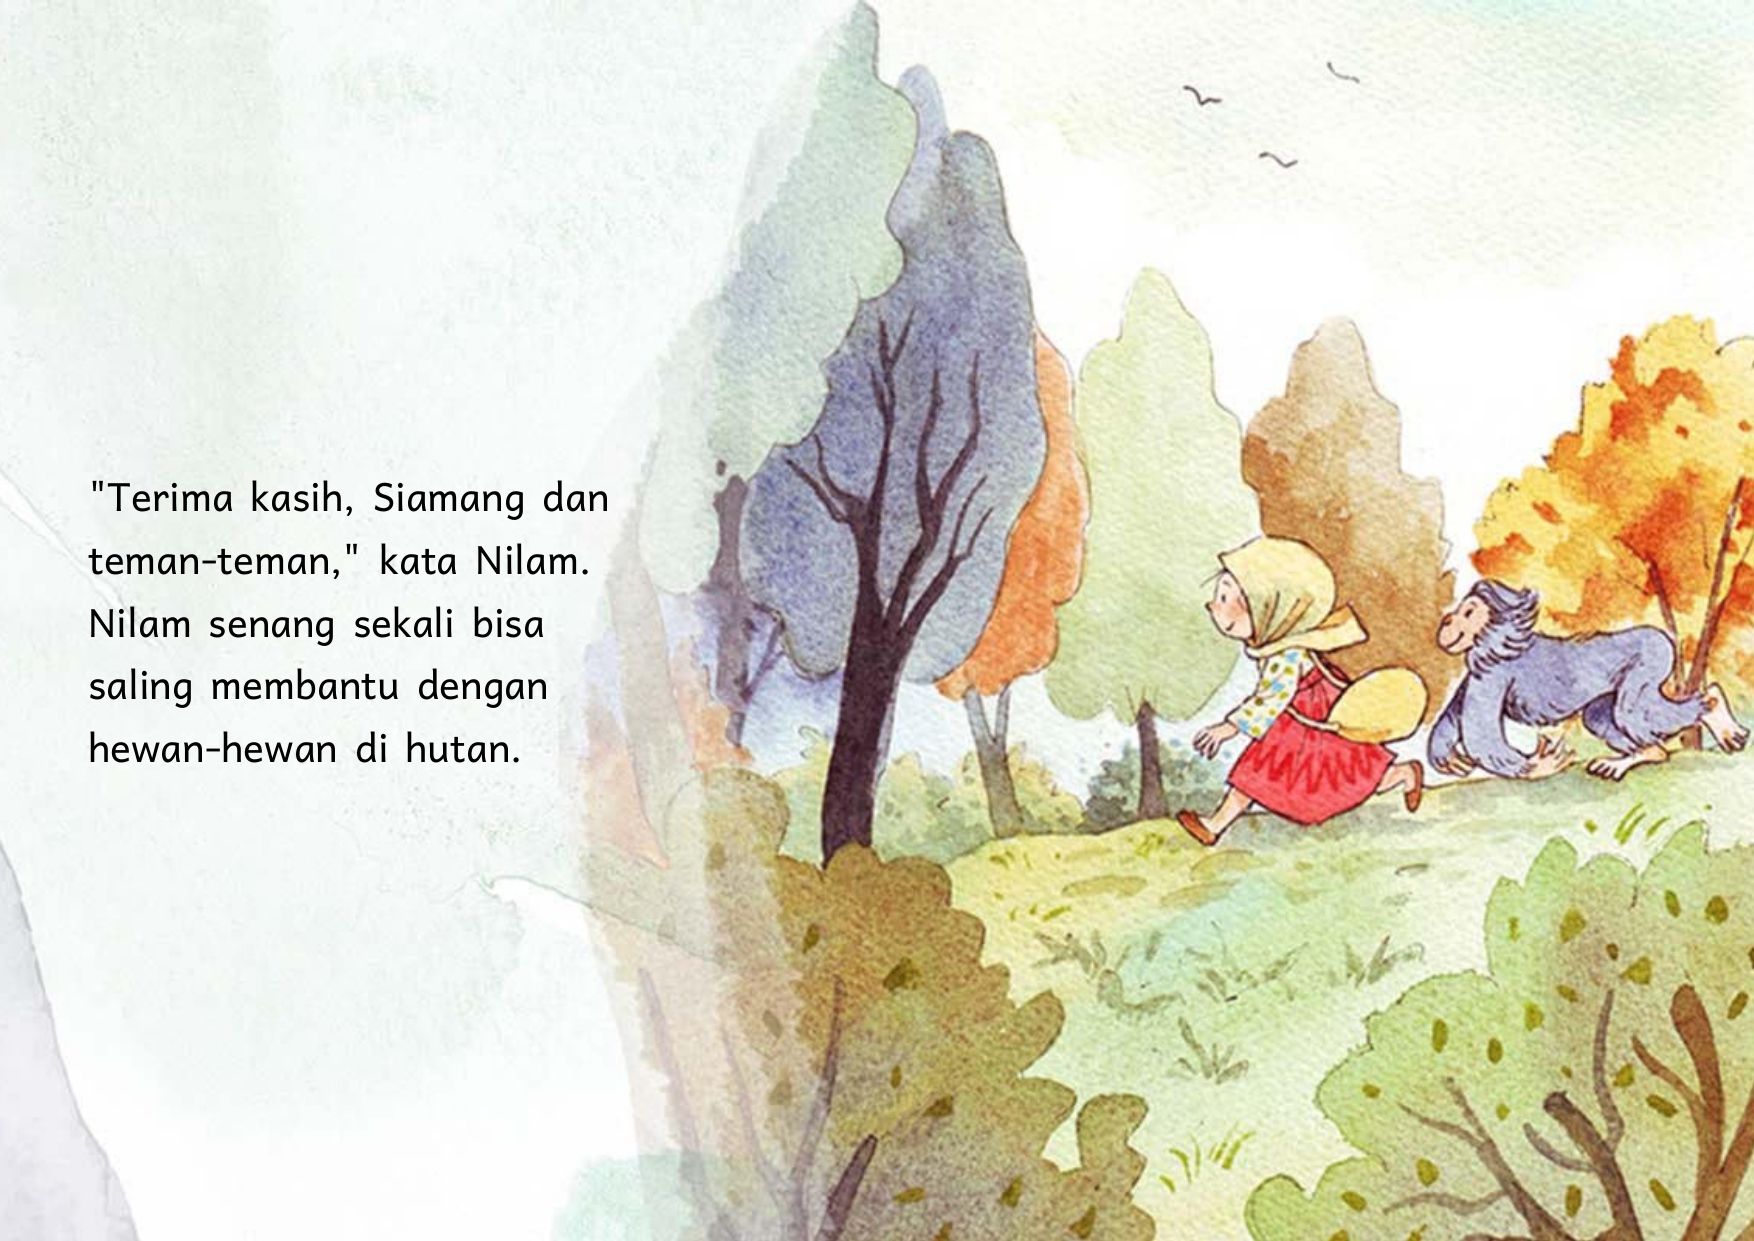 "Terima kasih, Siamang dan
teman-teman," kata Nilam.
Nilam senang sekali bisa
saling membantu dengan
hewan-hewan di hutan.